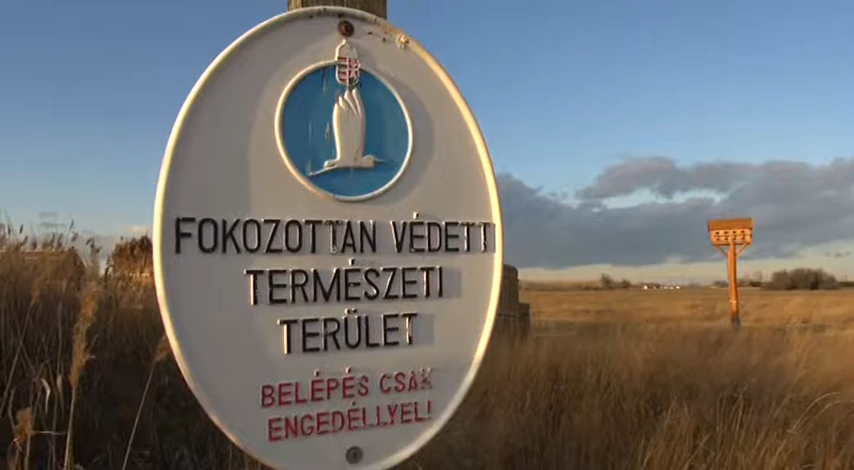 FOKOZOTTAN VÉDETT
TERMÉSZETI
TERÜLET
BELÉPÉS CSAK
ENGEDÉLLYEL!